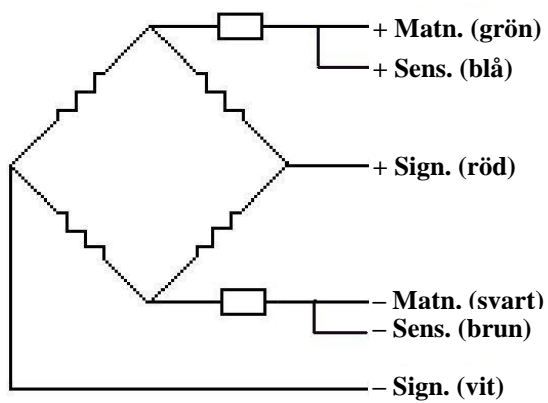 + Matn. (grön)
+ Sens. (blå)
+ Sign. (röd)
– Matn. (svart)
– Sens. (brun)
– Sign. (vit)